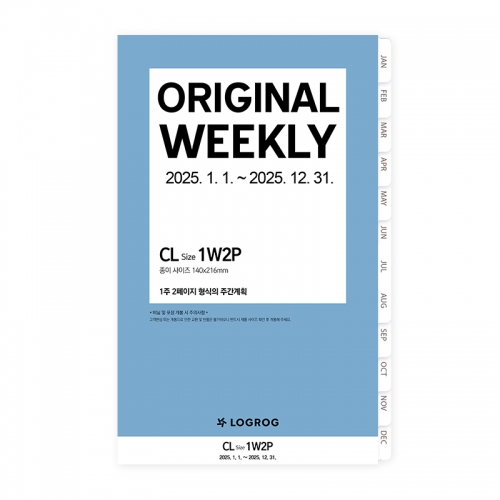 ORIGINAL
WEEKLY
2025. 1. 1. ~ 2025. 12. 31.
CL Size 1W2P
종이 사이즈 140x216mm
1주 2페이지 형식의 주간계획
LOGROG
CL Size 1W2P
2025. 1. 1. ~ 2025. 12. 31.
JAN
FEB
MAR
APR
MAY
JUN
JUL
AUG
SEP
OCT
NOV
DEC